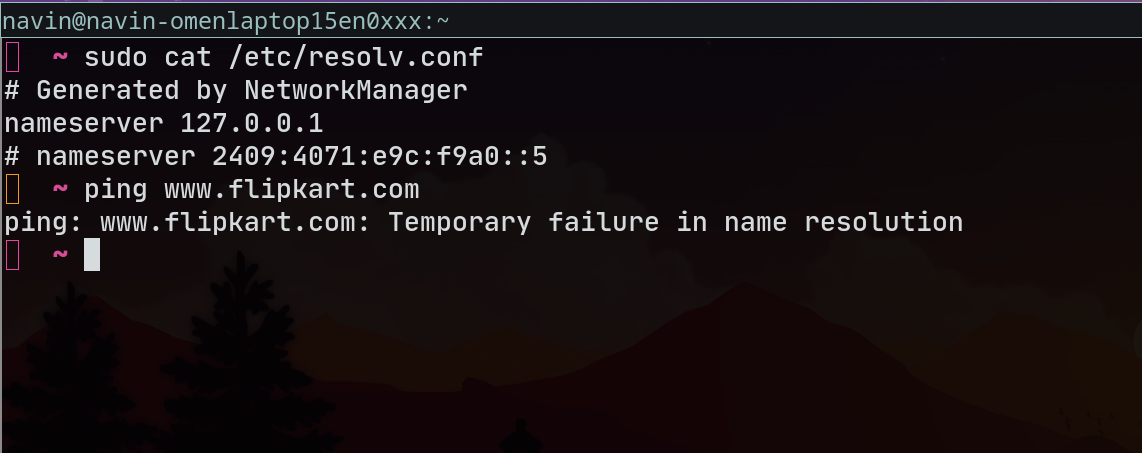 navin@navin-omenlaptop15en0xxx:~
~ sudo cat /etc/resolv.conf
# Generated by NetworkManager
nameserver 127.0.0.1
# nameserver 2409:4071:e9c:f9a0::5
~ ping www.flipkart.com
ping: www.flipkart.com: Temporary failure in name resolution
~